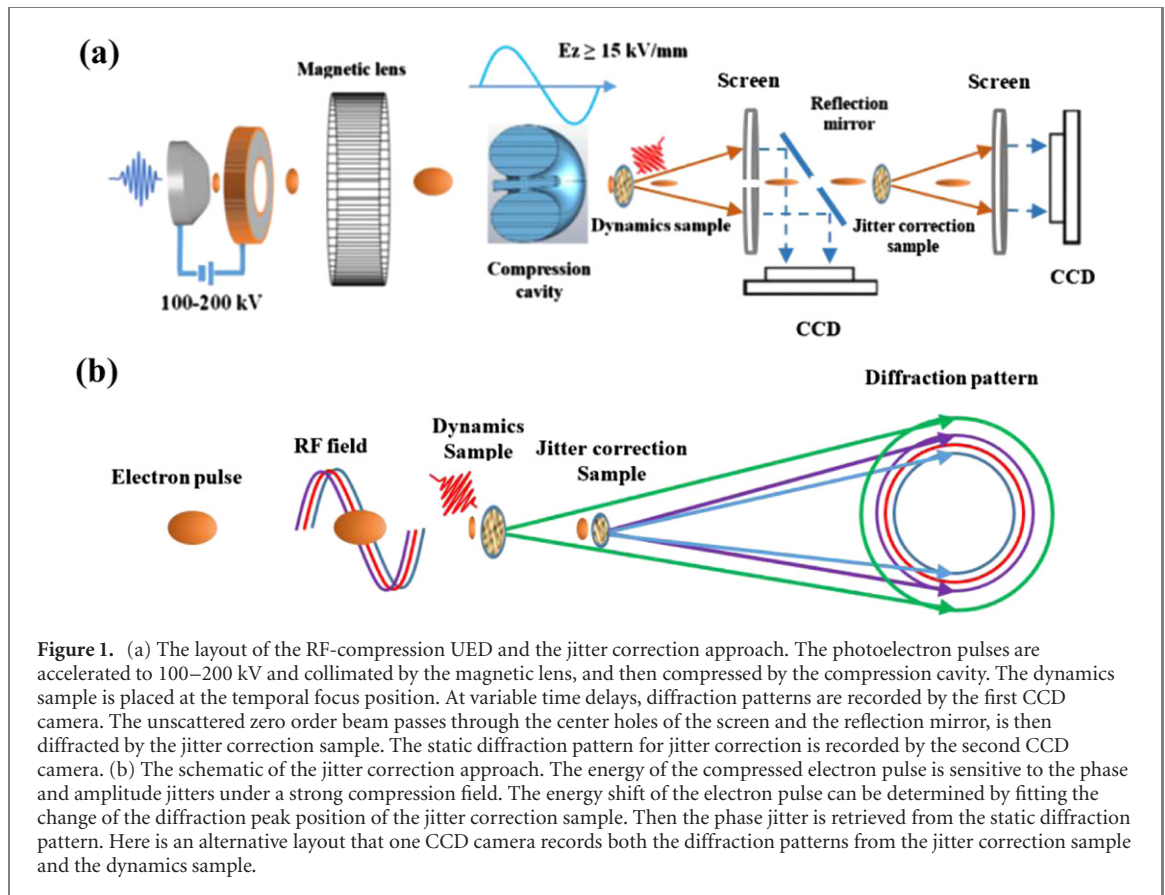 (a)
Magnetic lens
Ez ≥ 15 kV/mm
Screen
Reflection
mirror
Screen
100-200 kV
Compression
cavity
Dynamics sample
CCD
Jitter correction
sample
CCD
(b)
Electron pulse
RF field
Dynamics
Sample
Jitter correction
Sample
Diffraction pattern
Figure 1. (a) The layout of the RF-compression UED and the jitter correction approach. The photoelectron pulses are
accelerated to 100–200 kV and collimated by the magnetic lens, and then compressed by the compression cavity. The dynamics
sample is placed at the temporal focus position. At variable time delays, diffraction patterns are recorded by the first CCD
camera. The unscattered zero order beam passes through the center holes of the screen and the reflection mirror, is then
diffracted by the jitter correction sample. The static diffraction pattern for jitter correction is recorded by the second CCD
camera. (b) The schematic of the jitter correction approach. The energy of the compressed electron pulse is sensitive to the phase
and amplitude jitters under a strong compression field. The energy shift of the electron pulse can be determined by fitting the
change of the diffraction peak position of the jitter correction sample. Then the phase jitter is retrieved from the static diffraction
pattern. Here is an alternative layout that one CCD camera records both the diffraction patterns from the jitter correction sample
and the dynamics sample.